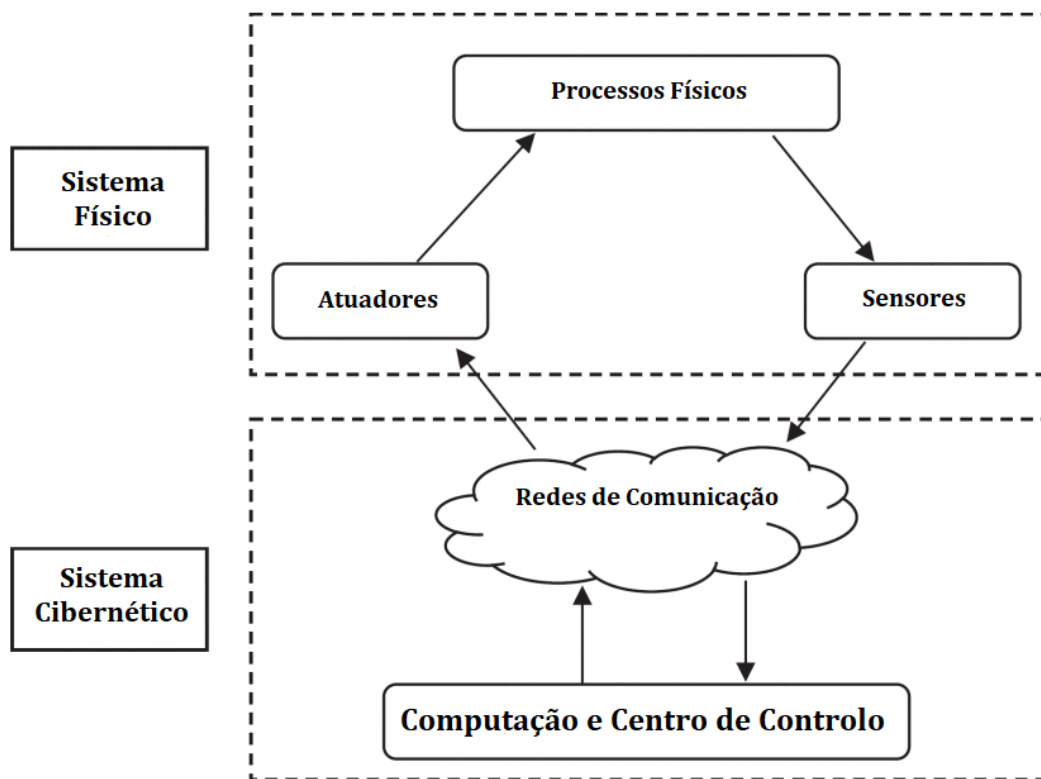 Processos Físicos
Sistema
Físico
Atuadores
Sensores
Redes de Comunicação
Sistema
Cibernético
Computação e Centro de Controlo